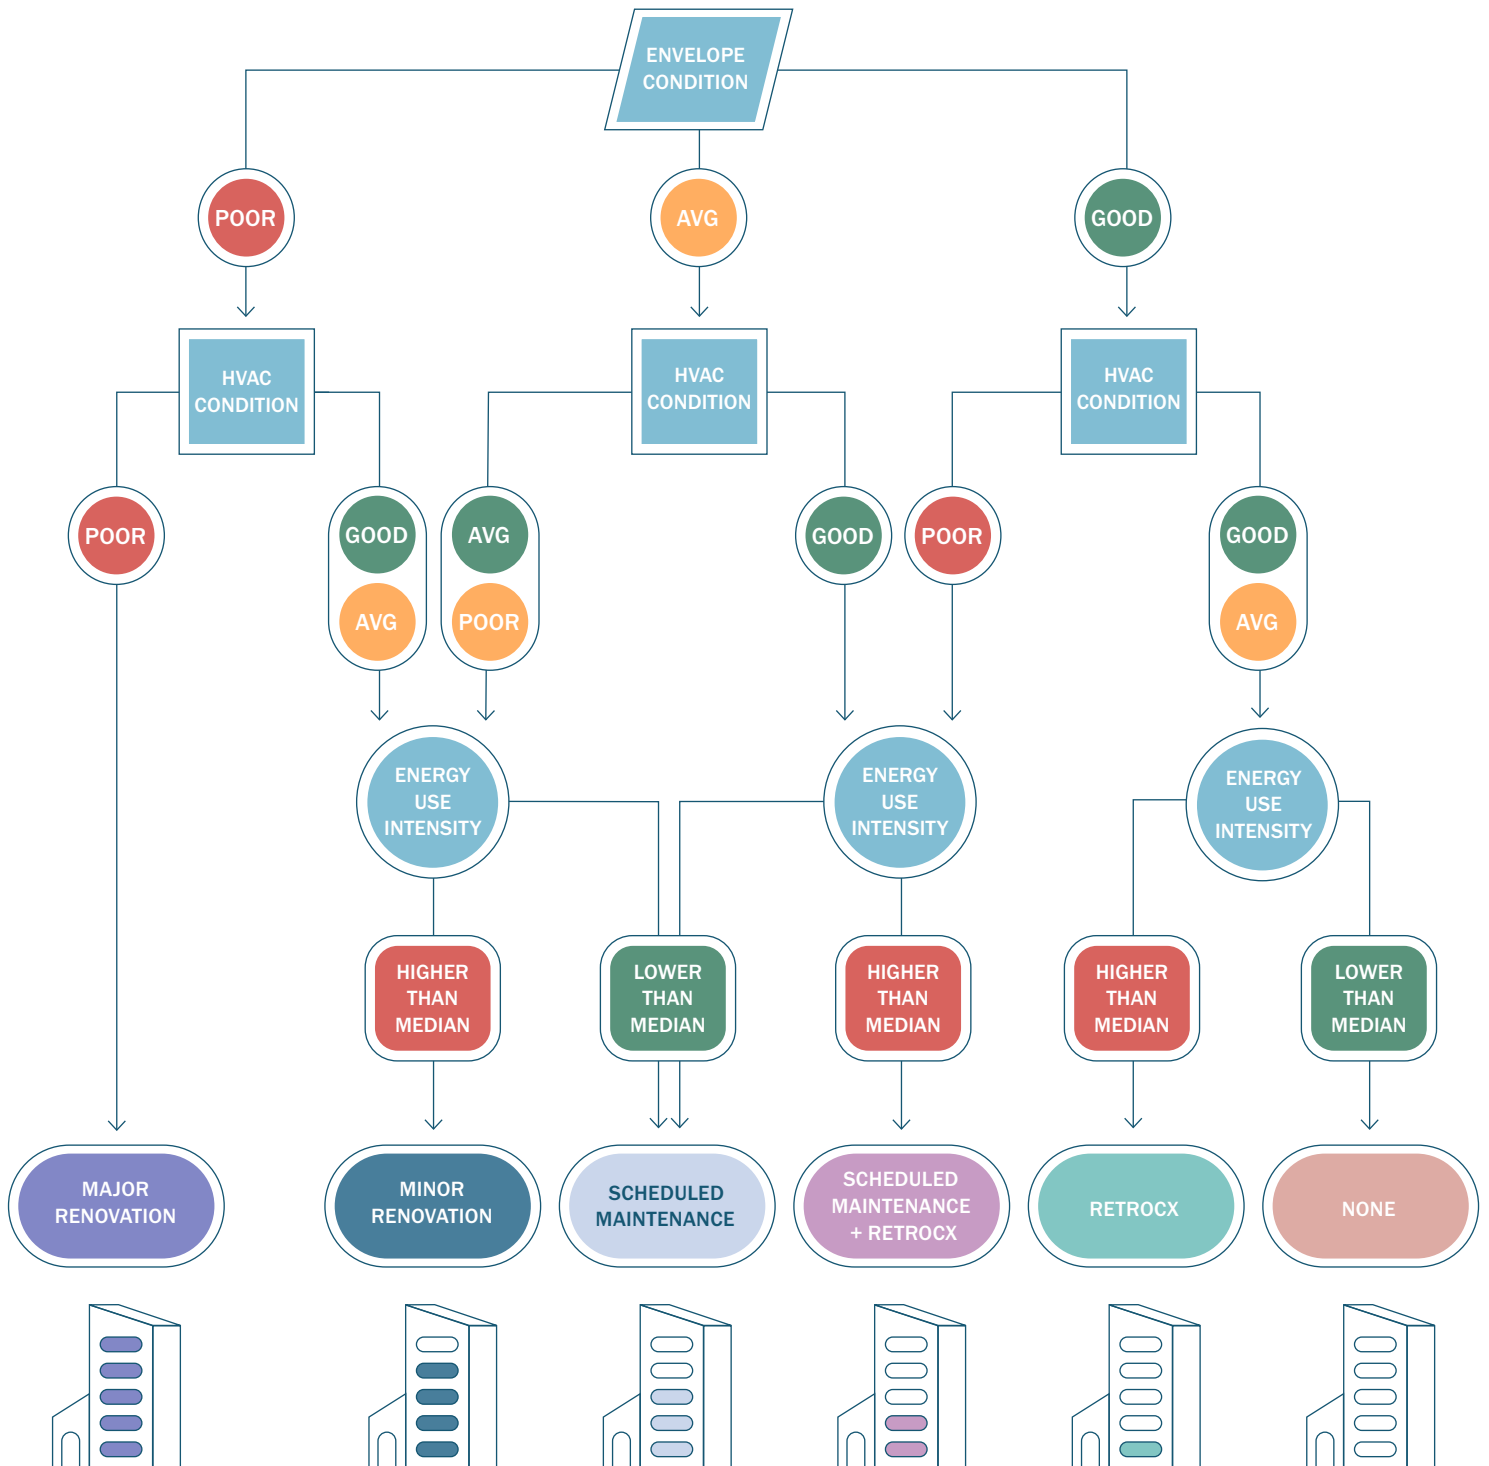 ENVELOPE
CONDITION
POOR
AVG
GOOD
HVAC
CONDITION
HVAC
CONDITION
HVAC
CONDITION
POOR
GOOD
AVG
AVG
POOR
GOOD
POOR
GOOD
AVG
ENERGY
USE
INTENSITY
ENERGY
USE
INTENSITY
ENERGY
USE
INTENSITY
HIGHER
THAN
MEDIAN
LOWER
THAN
MEDIAN
HIGHER
THAN
MEDIAN
HIGHER
THAN
MEDIAN
LOWER
THAN
MEDIAN
MAJOR
RENOVATION
MINOR
RENOVATION
SCHEDULED
MAINTENANCE
SCHEDULED
MAINTENANCE
+ RETROCX
RETROCX
NONE